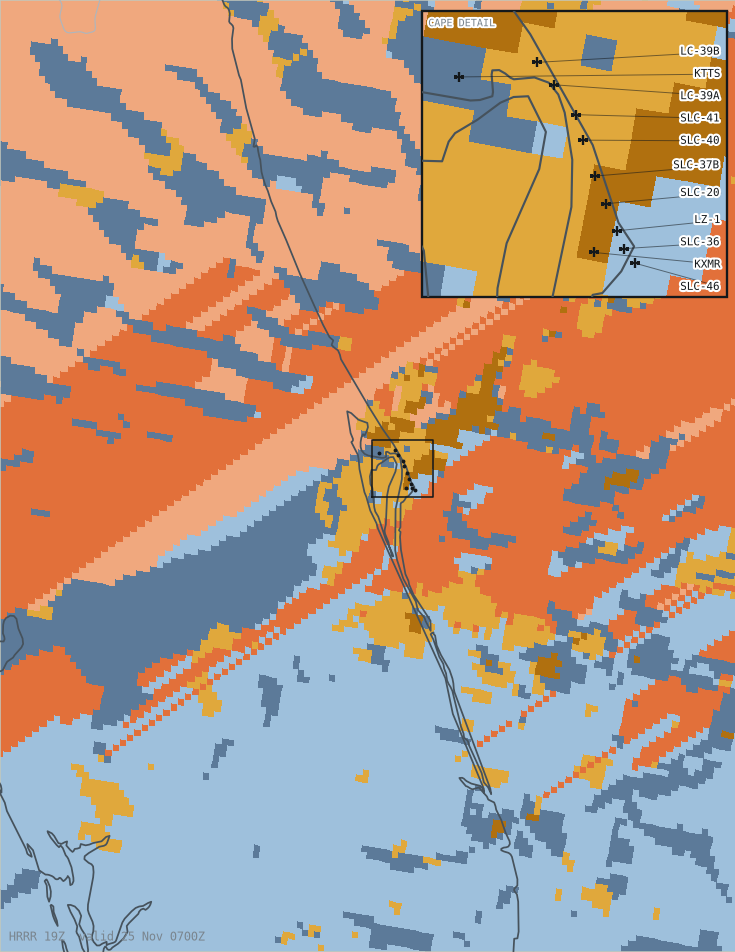 CAPE DETAIL
LC-39B
KTTS
LC-39A
SLC-41
SLC-40
SLC-37B
SLC-20
LZ-1
SLC-36
KXMR
SLC-46
HRRR 19Z valid 25 Nov 0700Z